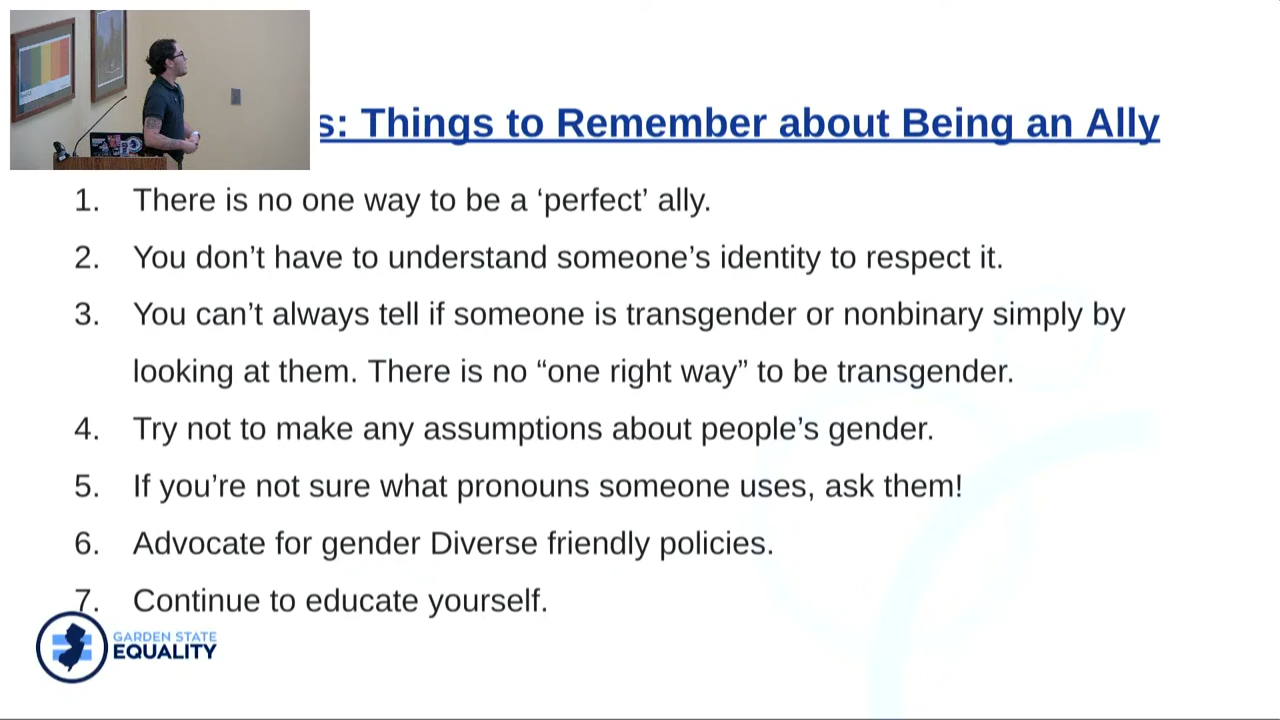 s: Things to Remember about Being an Ally
1. There is no one way to be a ‘perfect’ ally.
2. You don’t have to understand someone’s identity to respect it.
3. You can’t always tell if someone is transgender or nonbinary simply by
looking at them. There is no “one right way” to be transgender.
4. Try not to make any assumptions about people’s gender.
5. If you’re not sure what pronouns someone uses, ask them!
6. Advocate for gender Diverse friendly policies.
7. Continue to educate yourself.
GARDEN STATE
EQUALITY